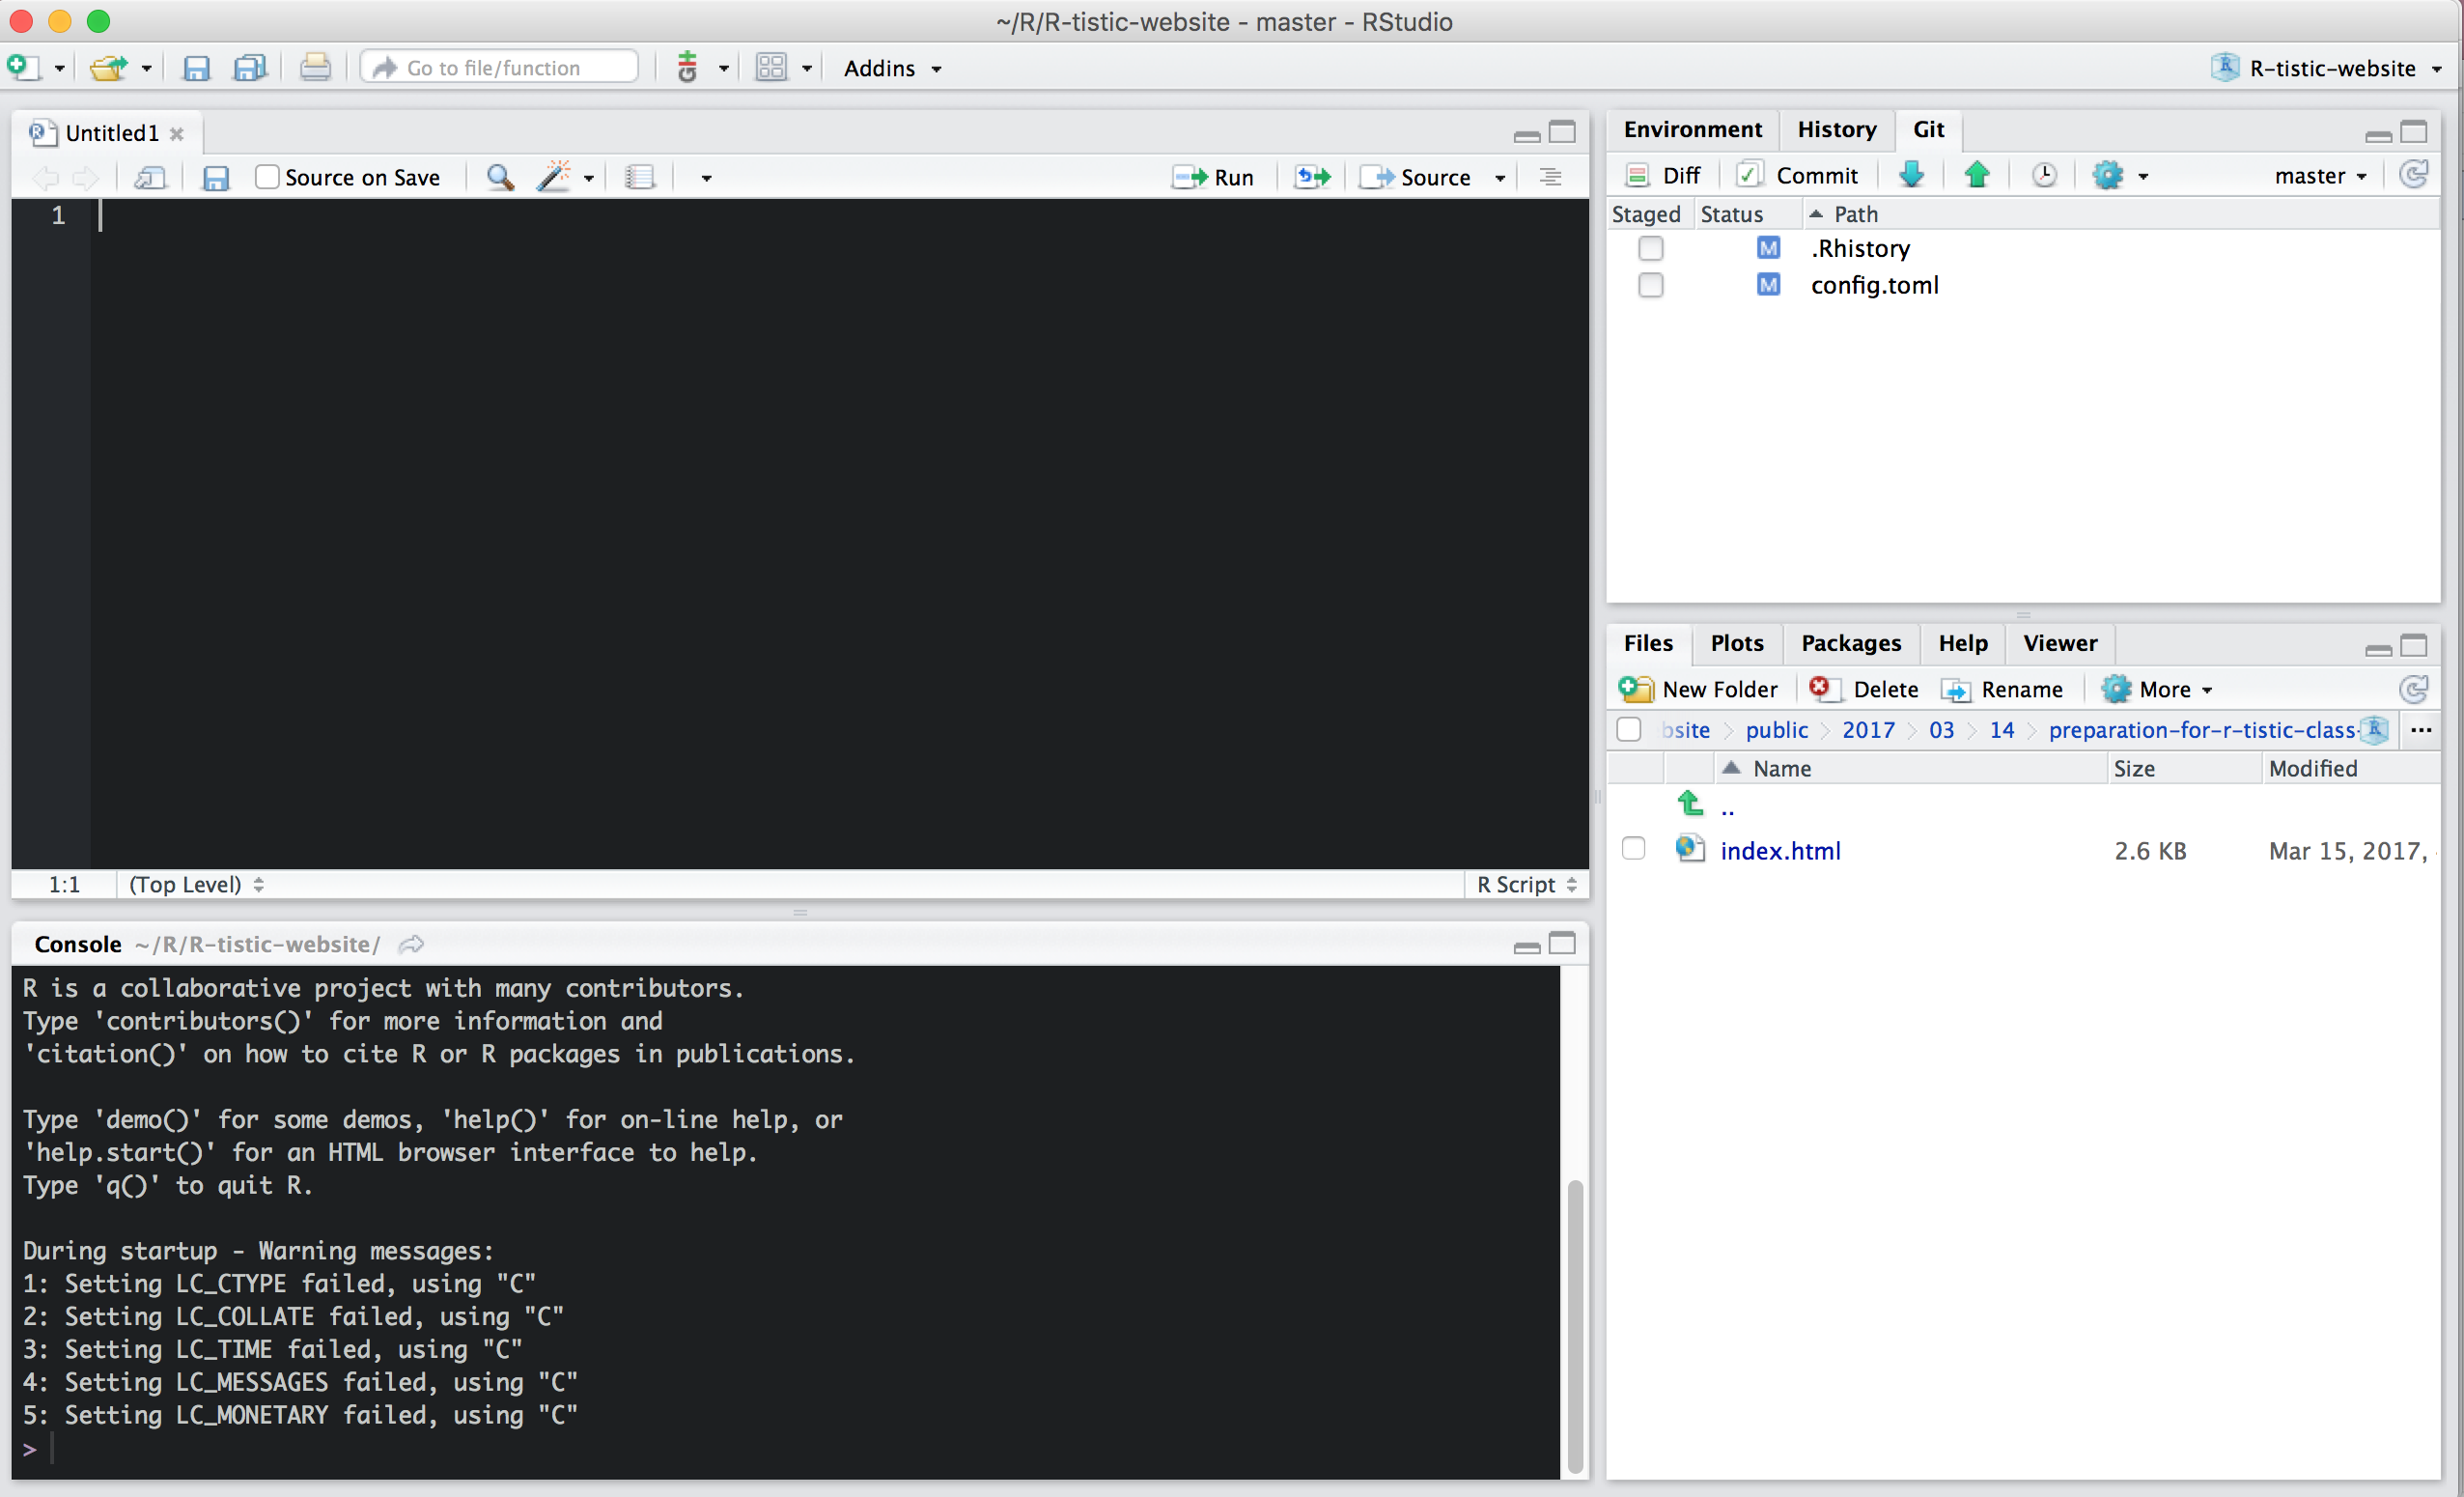 ~/R/R-tistic-website - master - RStudio
Go to file/function
Addins
R-tistic-website
Untitled1
Source on Save
Run
Source
1
1:1
(Top Level)
R Script
Console ~/R/R-tistic-website/
R is a collaborative project with many contributors.
Type 'contributors()' for more information and
'citation()' on how to cite R or R packages in publications.
Type 'demo()' for some demos, 'help()' for on-line help, or
'help.start()' for an HTML browser interface to help.
Type 'q()' to quit R.
During startup - Warning messages:
1: Setting LC_CTYPE failed, using "C"
2: Setting LC_COLLATE failed, using "C"
3: Setting LC_TIME failed, using "C"
4: Setting LC_MESSAGES failed, using "C"
5: Setting LC_MONETARY failed, using "C"
>
Environment History Git
Diff Commit master
Staged Status Path
M .Rhistory
M config.toml
Files Plots Packages Help Viewer
New Folder Delete Rename More
bsite > public > 2017 > 03 > 14 > preparation-for-r-tistic-class- ...
Name Size Modified
..
index.html 2.6 KB Mar 15, 2017,